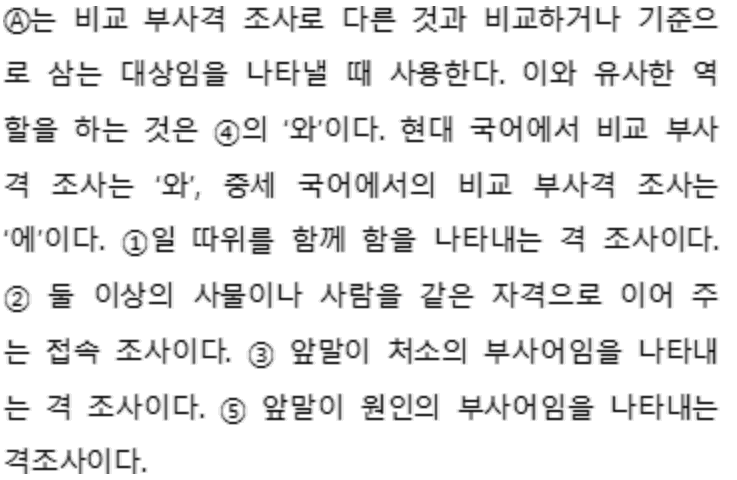 Ⓐ는 비교 부사격 조사로 다른 것과 비교하거나 기준으
로 삼는 대상임을 나타낼 때 사용한다. 이와 유사한 역
할을 하는 것은 ④의 ‘와’이다. 현대 국어에서 비교 부사
격 조사는 ‘와’, 중세 국어에서의 비교 부사격 조사는
‘에’이다. ①일 따위를 함께 함을 나타내는 격 조사이다.
② 둘 이상의 사물이나 사람을 같은 자격으로 이어 주
는 접속 조사이다. ③ 앞말이 처소의 부사어임을 나타내
는 격 조사이다. ⑤ 앞말이 원인의 부사어임을 나타내는
격조사이다.